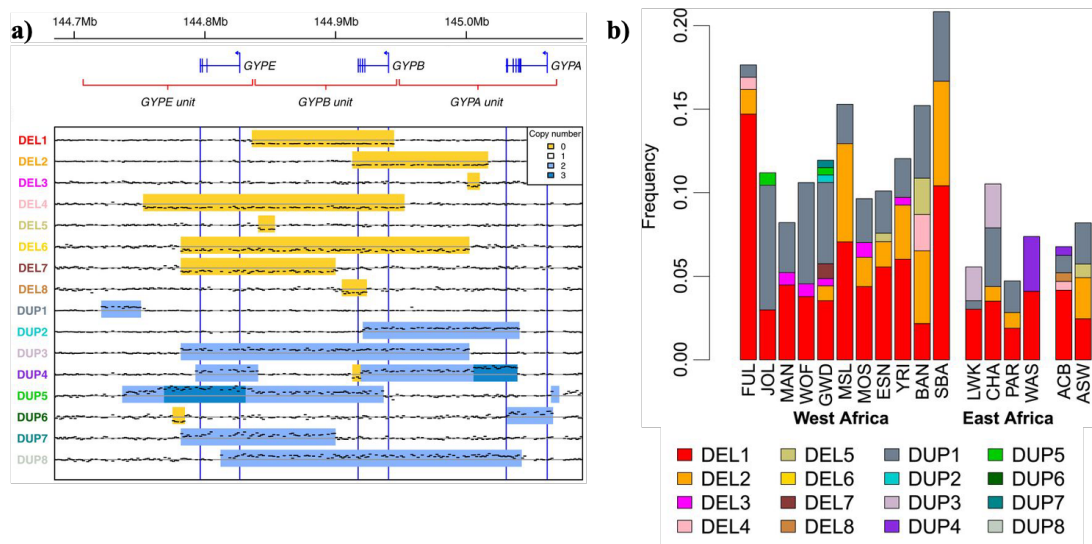 a)
144.7Mb 144.8Mb 144.9Mb 145.0Mb
GYPE GYPB GYPA
GYPE unit GYPB unit GYPA unit
Copy number
0
1
2
3
DEL1
DEL2
DEL3
DEL4
DEL5
DEL6
DEL7
DEL8
DUP1
DUP2
DUP3
DUP4
DUP5
DUP6
DUP7
DUP8
b)
Frequency
0.20
0.15
0.10
0.05
0.00
FUL JOL MAN WOF GWD MSL MOS ESN YRI BAN SBA LWK CHA PAR WAS ACB ASW
West Africa East Africa
DEL1 DEL5 DUP1 DUP5
DEL2 DEL6 DUP2 DUP6
DEL3 DEL7 DUP3 DUP7
DEL4 DEL8 DUP4 DUP8